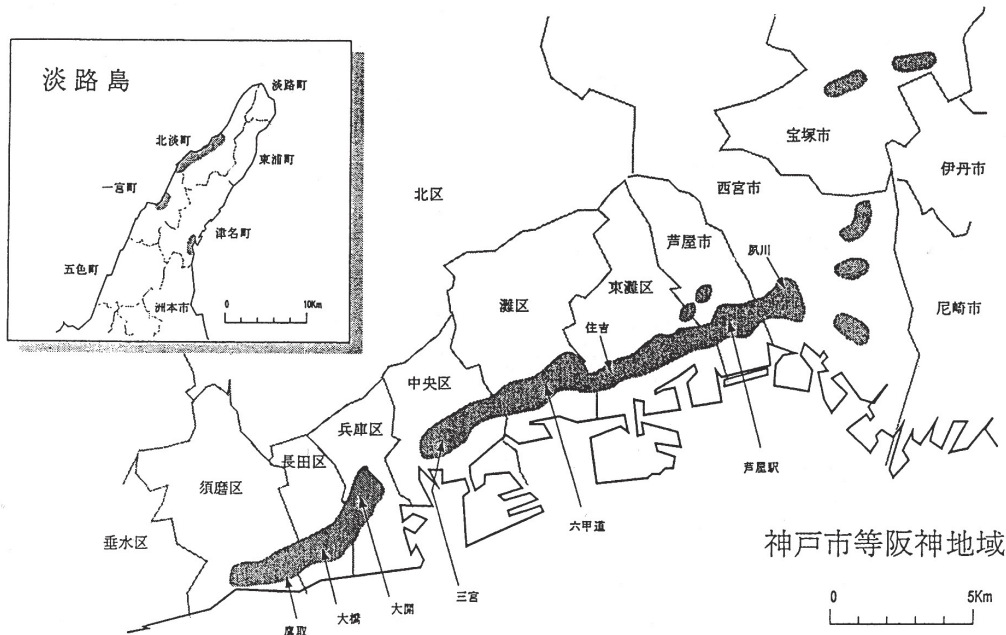 淡路島
淡路町
北淡町
東浦町
一宮町
津名町
五色町
洲本市
0 10Km
宝塚市
伊丹市
北区
西宮市
芦屋市
夙川
灘区
東灘区
尼崎市
住吉
中央区
兵庫区
長田区
芦屋駅
須磨区
六甲道
垂水区
神戸市等阪神地域
三宮
大開
大橋
鷹取
0 5Km